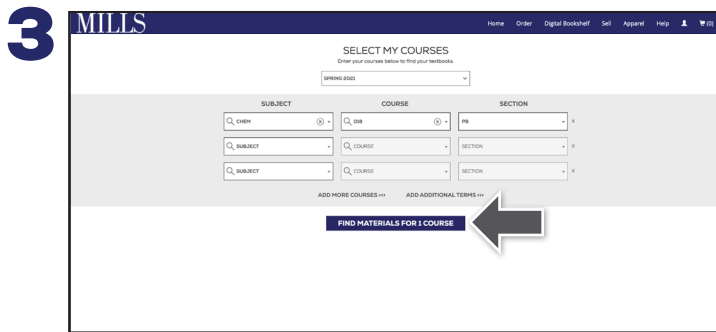 3
MILLS
Home Order Digital Bookshelf Sell Apparel Help (0)
SELECT MY COURSES
Enter your courses below to find your textbooks.
SPRING 2021
SUBJECT COURSE SECTION
CHEM 018 PB X
SUBJECT COURSE SECTION X
SUBJECT COURSE SECTION X
ADD MORE COURSES >>> ADD ADDITIONAL TERMS >>>
FIND MATERIALS FOR 1 COURSE